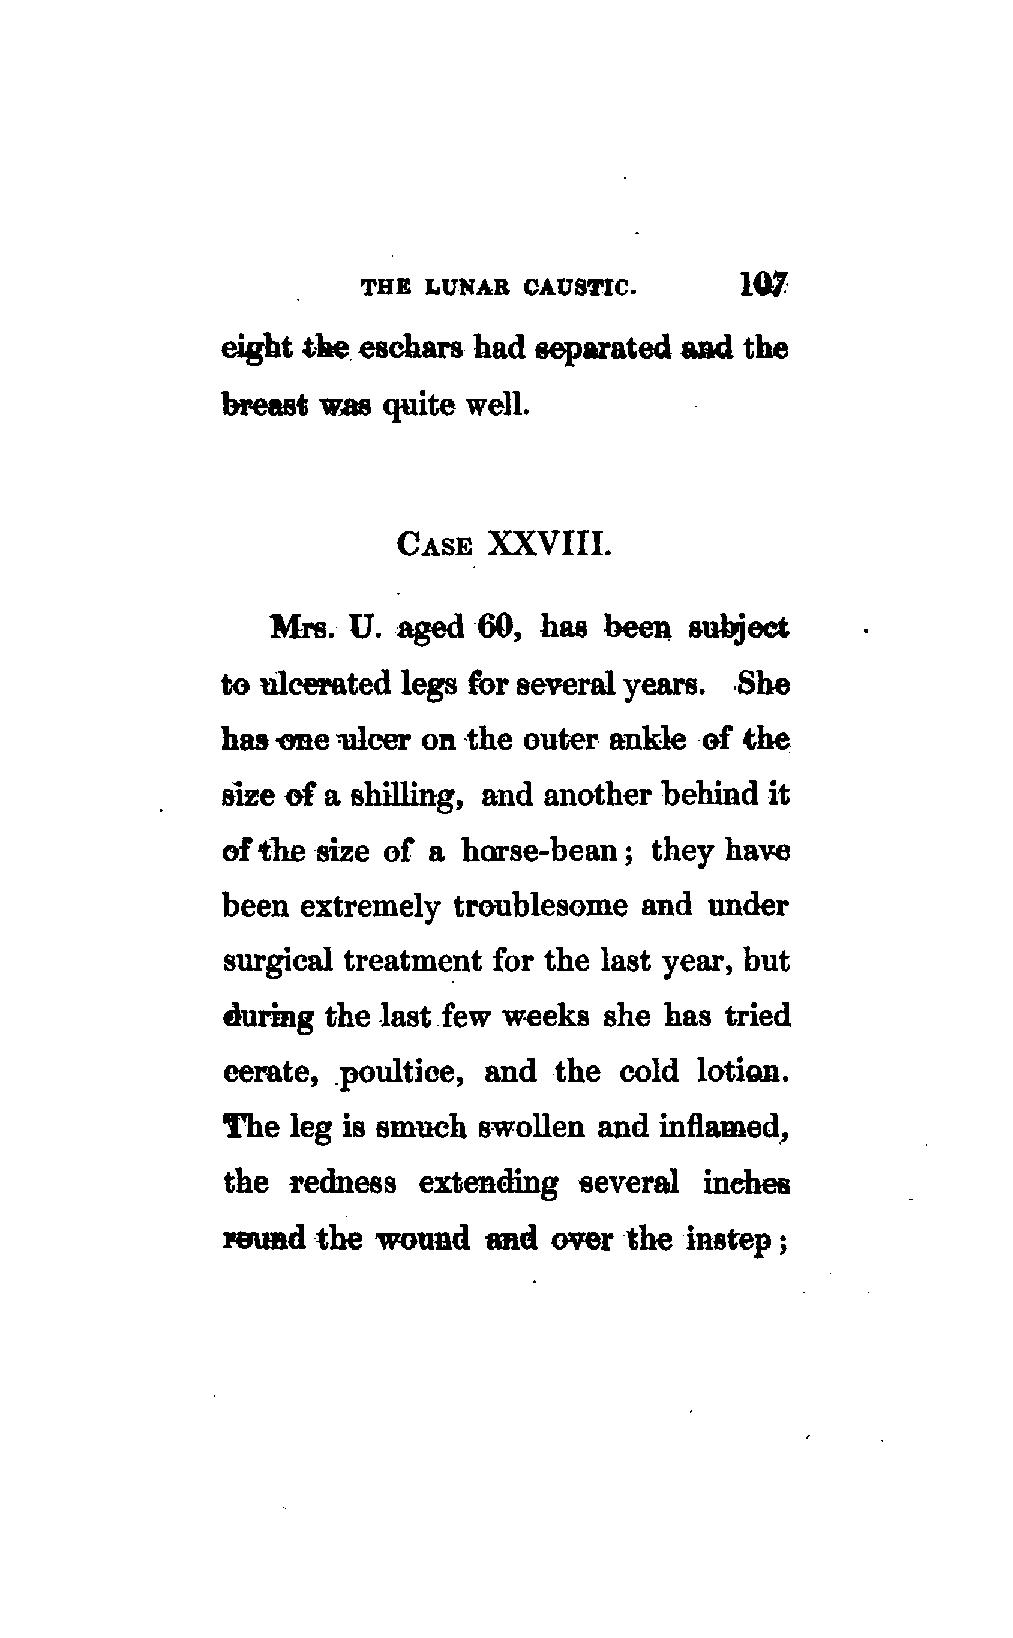 THE LUNAR CAUSTIC. 107
eight the eschars had separated and the
breast was quite well.
CASE XXVIII.
Mrs. U. aged 60, has been subject
to ulcerated legs for several years. She
has one ulcer on the outer ankle of the
size of a shilling, and another behind it
of the size of a horse-bean; they have
been extremely troublesome and under
surgical treatment for the last year, but
during the last few weeks she has tried
cerate, poultice, and the cold lotion.
The leg is smuch swollen and inflamed,
the redness extending several inches
round the wound and over the instep;